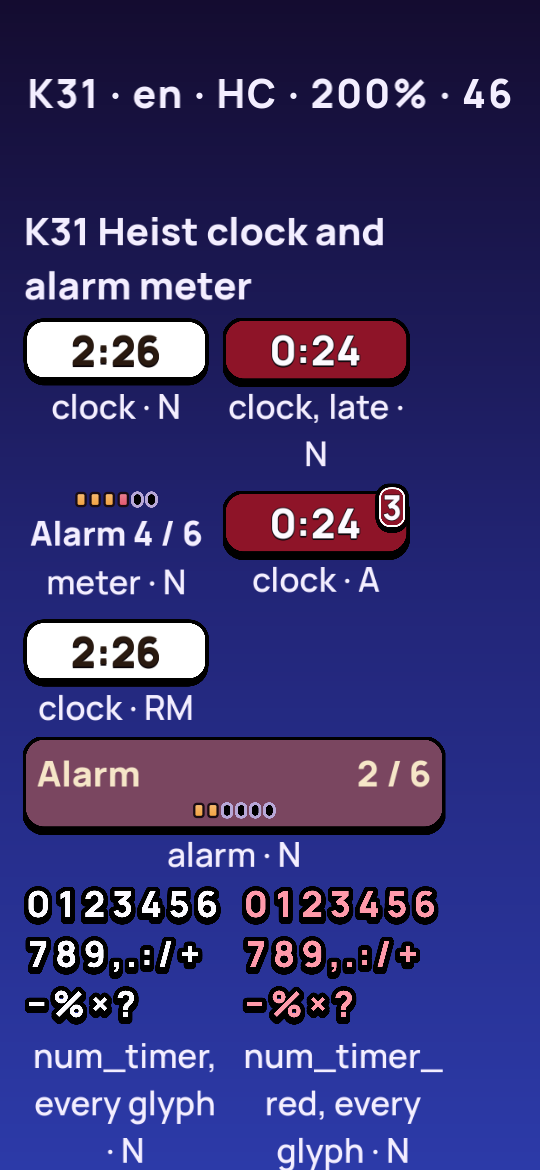 K31 · en · HC · 200% · 46
K31 Heist clock and
alarm meter
2:26
0:24
clock · N
clock, late ·
N
Alarm 4 / 6
meter · N
0:24
3
clock · A
2:26
clock · RM
Alarm 2 / 6
alarm · N
0123456
789,.:/+
−%×?
0123456
789,.:/+
−%×?
num_timer,
every glyph
· N
num_timer_
red, every
glyph · N